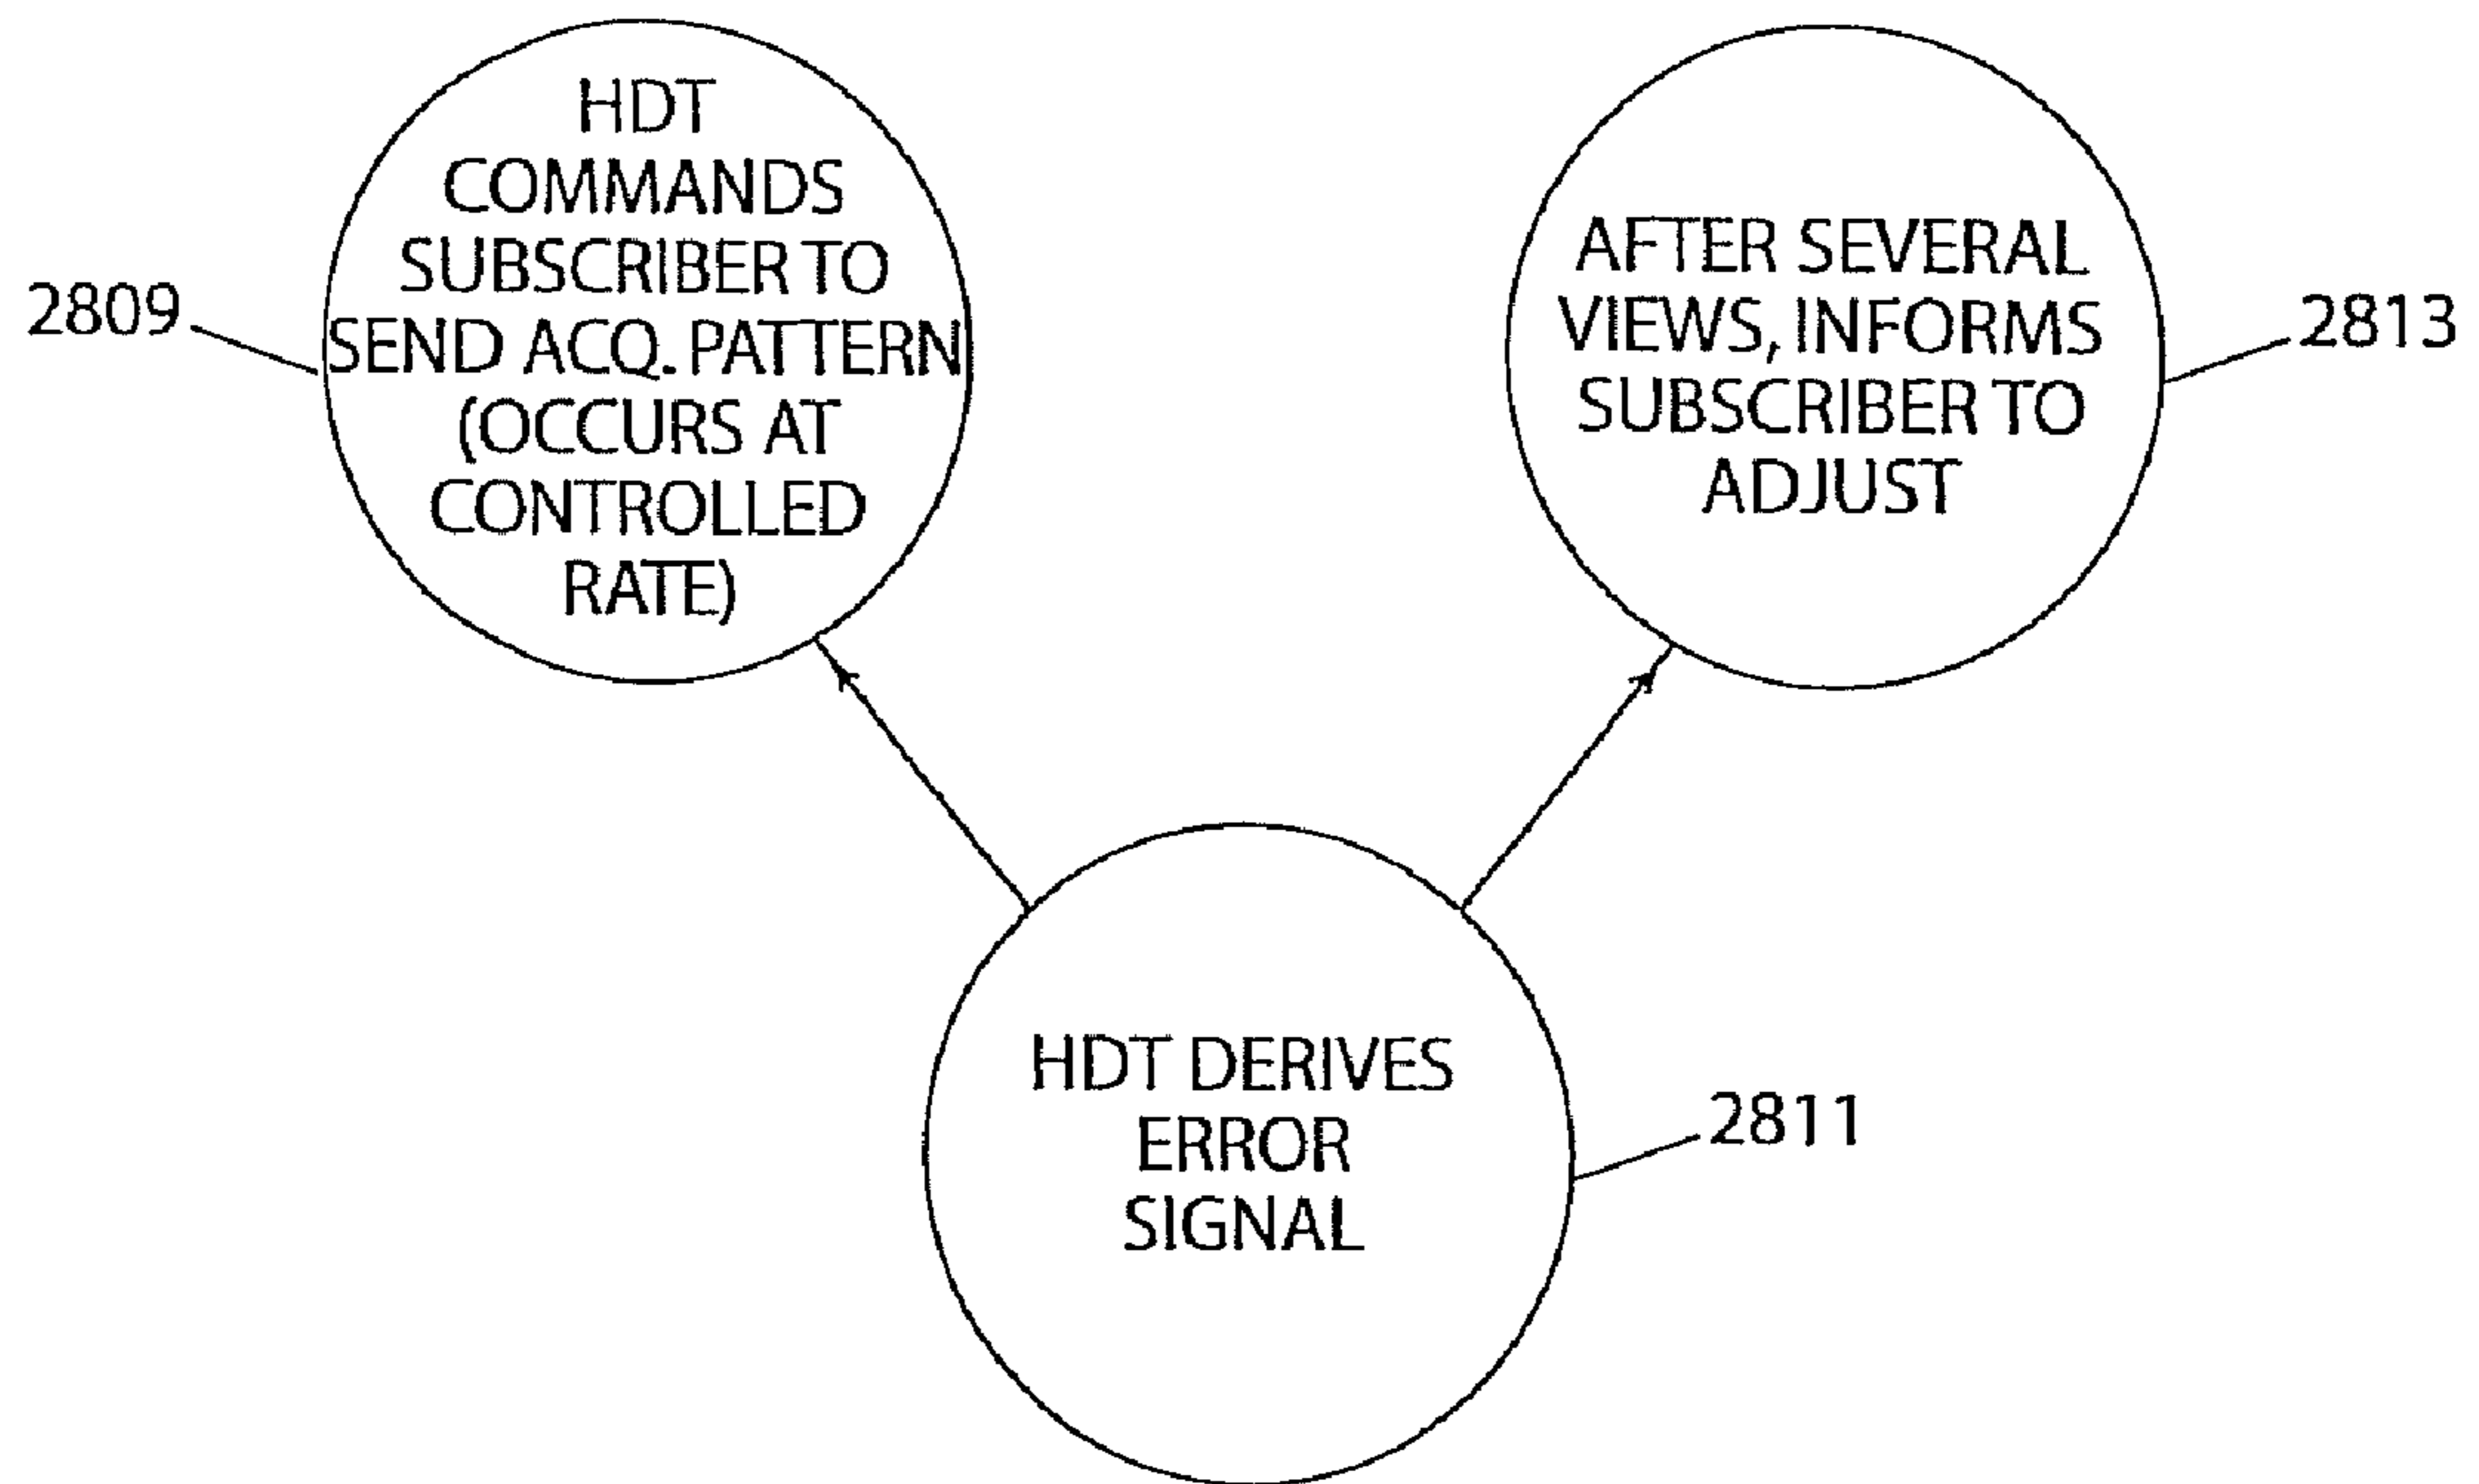 HDT
COMMANDS
SUBSCRIBER TO
SEND ACQ. PATTERN
(OCCURS AT
CONTROLLED
RATE)
2809
AFTER SEVERAL
VIEWS, INFORMS
SUBSCRIBER TO
ADJUST
2813
HDT DERIVES
ERROR
SIGNAL
2811